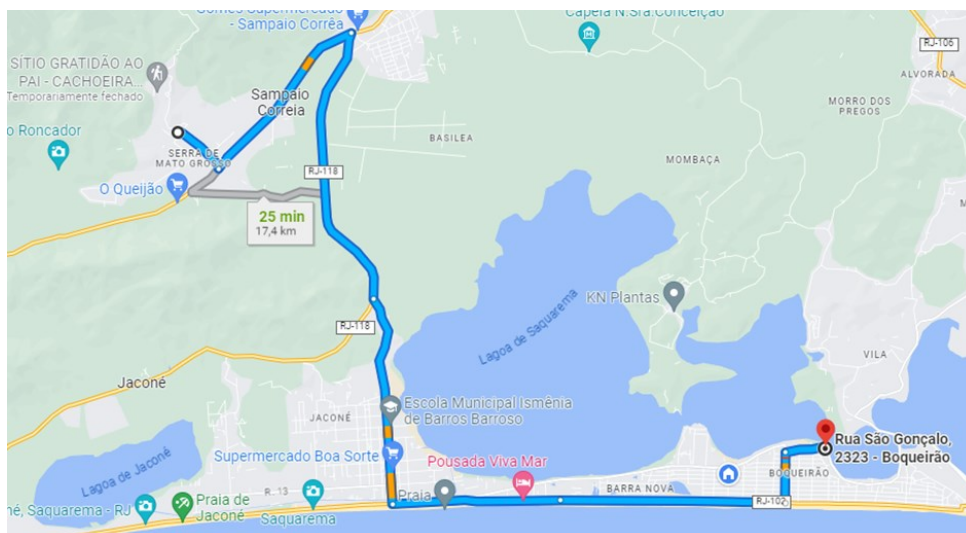 Gomes Supermercado
- Sampaio Corrêa
Capela N.Sra.Conceição
RJ-106
ALVORADA
SÍTIO GRATIDÃO AO
PAI - CACHOEIRA...
Temporariamente fechado
Sampaio
Correia
MORRO DOS
PREGOS
o Roncador
BASILEA
SERRA DE
MATO GROSSO
MOMBAÇA
RJ-118
O Queijão
25 min
17,4 km
KN Plantas
Lagoa de Saquarema
RJ-118
VILA
Jaconé
Escola Municipal Ismênia
de Barros Barroso
JACONÉ
Rua São Gonçalo,
2323 - Boqueirão
Supermercado Boa Sorte
Pousada Viva Mar
BOQUEIRÃO
Lagoa de Jaconé
R. 13
BARRA NOVA
Praia
RJ-102
Praia de
Jaconé
né, Saquarema - RJ
Saquarema